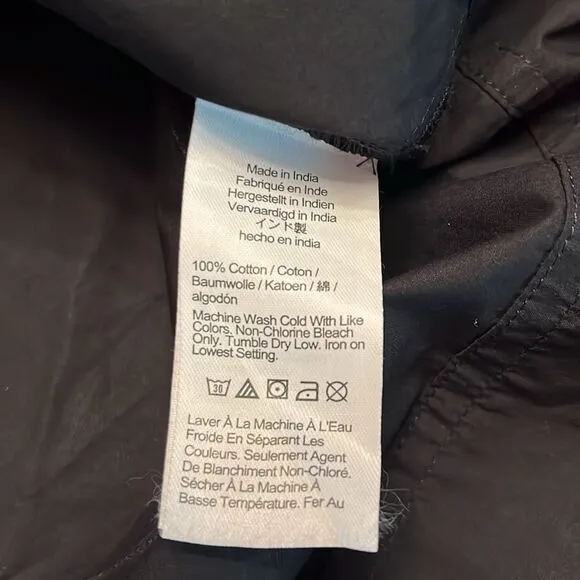 Made in India
Fabriqué en Inde
Hergestellt in Indien
Vervaardigd in India
インド製
hecho en india
100% Cotton / Coton /
Baumwolle / Katoen / 綿 /
algodón
Machine Wash Cold With Like
Colors. Non-Chlorine Bleach
Only. Tumble Dry Low. Iron on
Lowest Setting.
30
Laver À La Machine À L'Eau
Froide En Séparant Les
Couleurs. Seulement Agent
De Blanchiment Non-Chloré.
Sécher À La Machine À
Basse Température. Fer Au